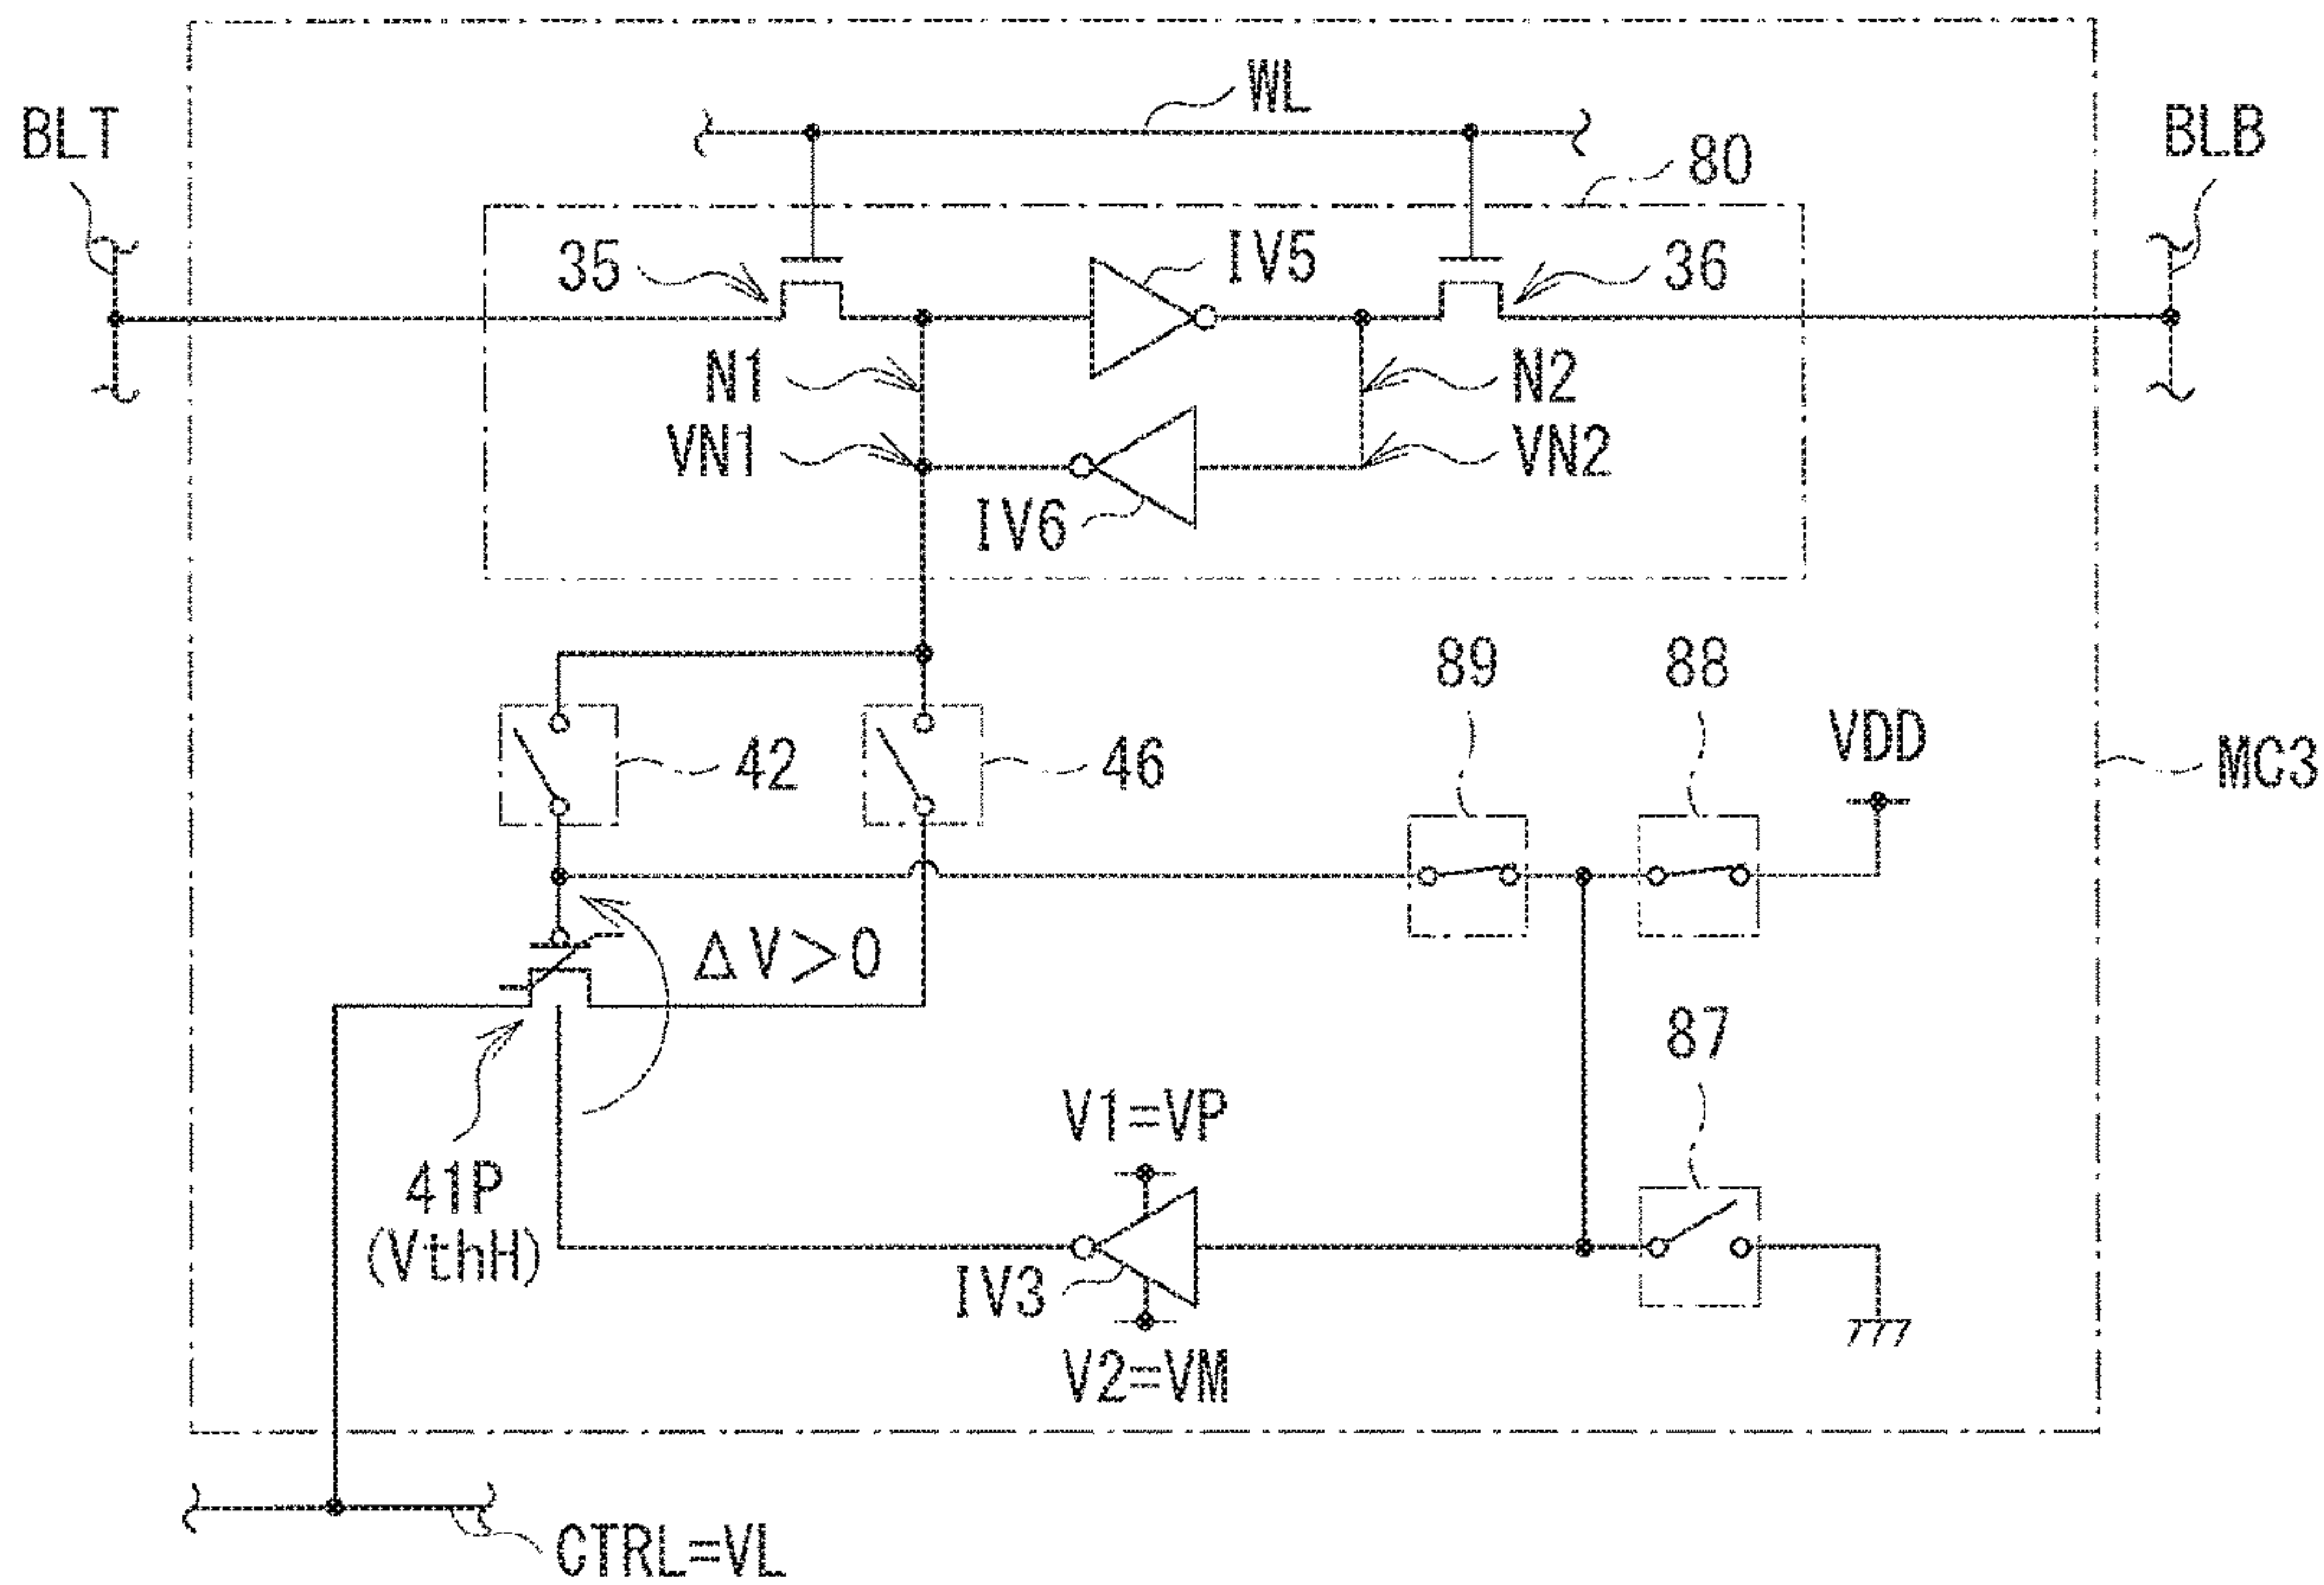 WL
BLT
BLB
80
35
IV5
36
N1
N2
VN1
VN2
IV6
89
88
42
46
VDD
MC3
ΔV>0
87
V1=VP
41P
(VthH)
IV3
V2=VM
CTRL=VL